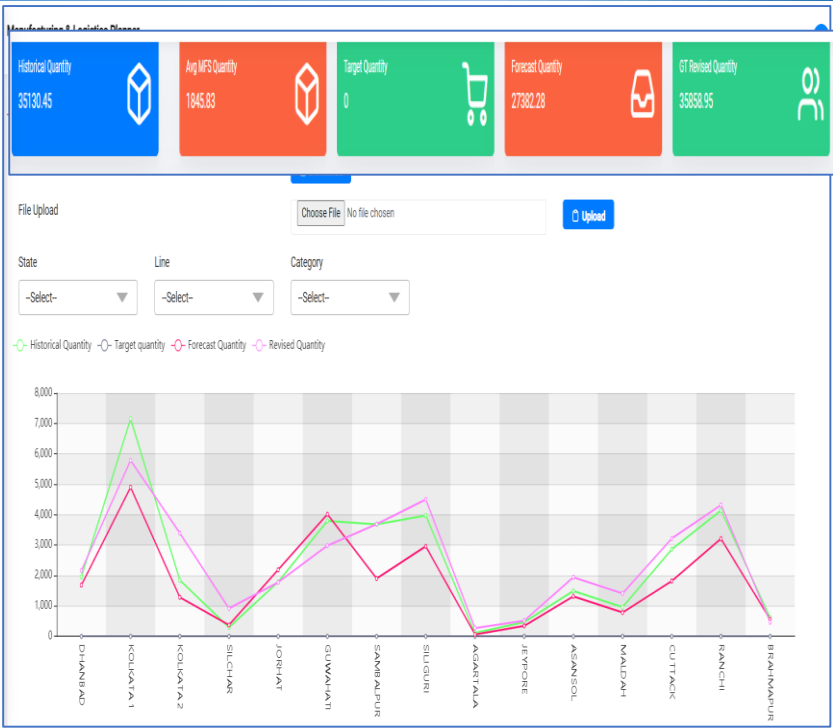 Manufacturing & Logistics Planner
Historical Quantity
35130.45
Avg MFS Quantity
1845.83
Target Quantity
0
Forecast Quantity
27382.28
GT Revised Quantity
35858.95
File Upload
Choose File No file chosen
Upload
State Line Category
--Select-- --Select-- --Select--
Historical Quantity Target quantity Forecast Quantity Revised Quantity
8,000
7,000
6,000
5,000
4,000
3,000
2,000
1,000
0
DHANBAD
KOLKATA 1
KOLKATA 2
SILCHAR
JORHAT
GUWAHATI
SAMBALPUR
SILIGURI
AGARTALA
JEYPORE
ASANSOL
MALDAH
CUTTACK
RANCHI
BRAHMAPUR